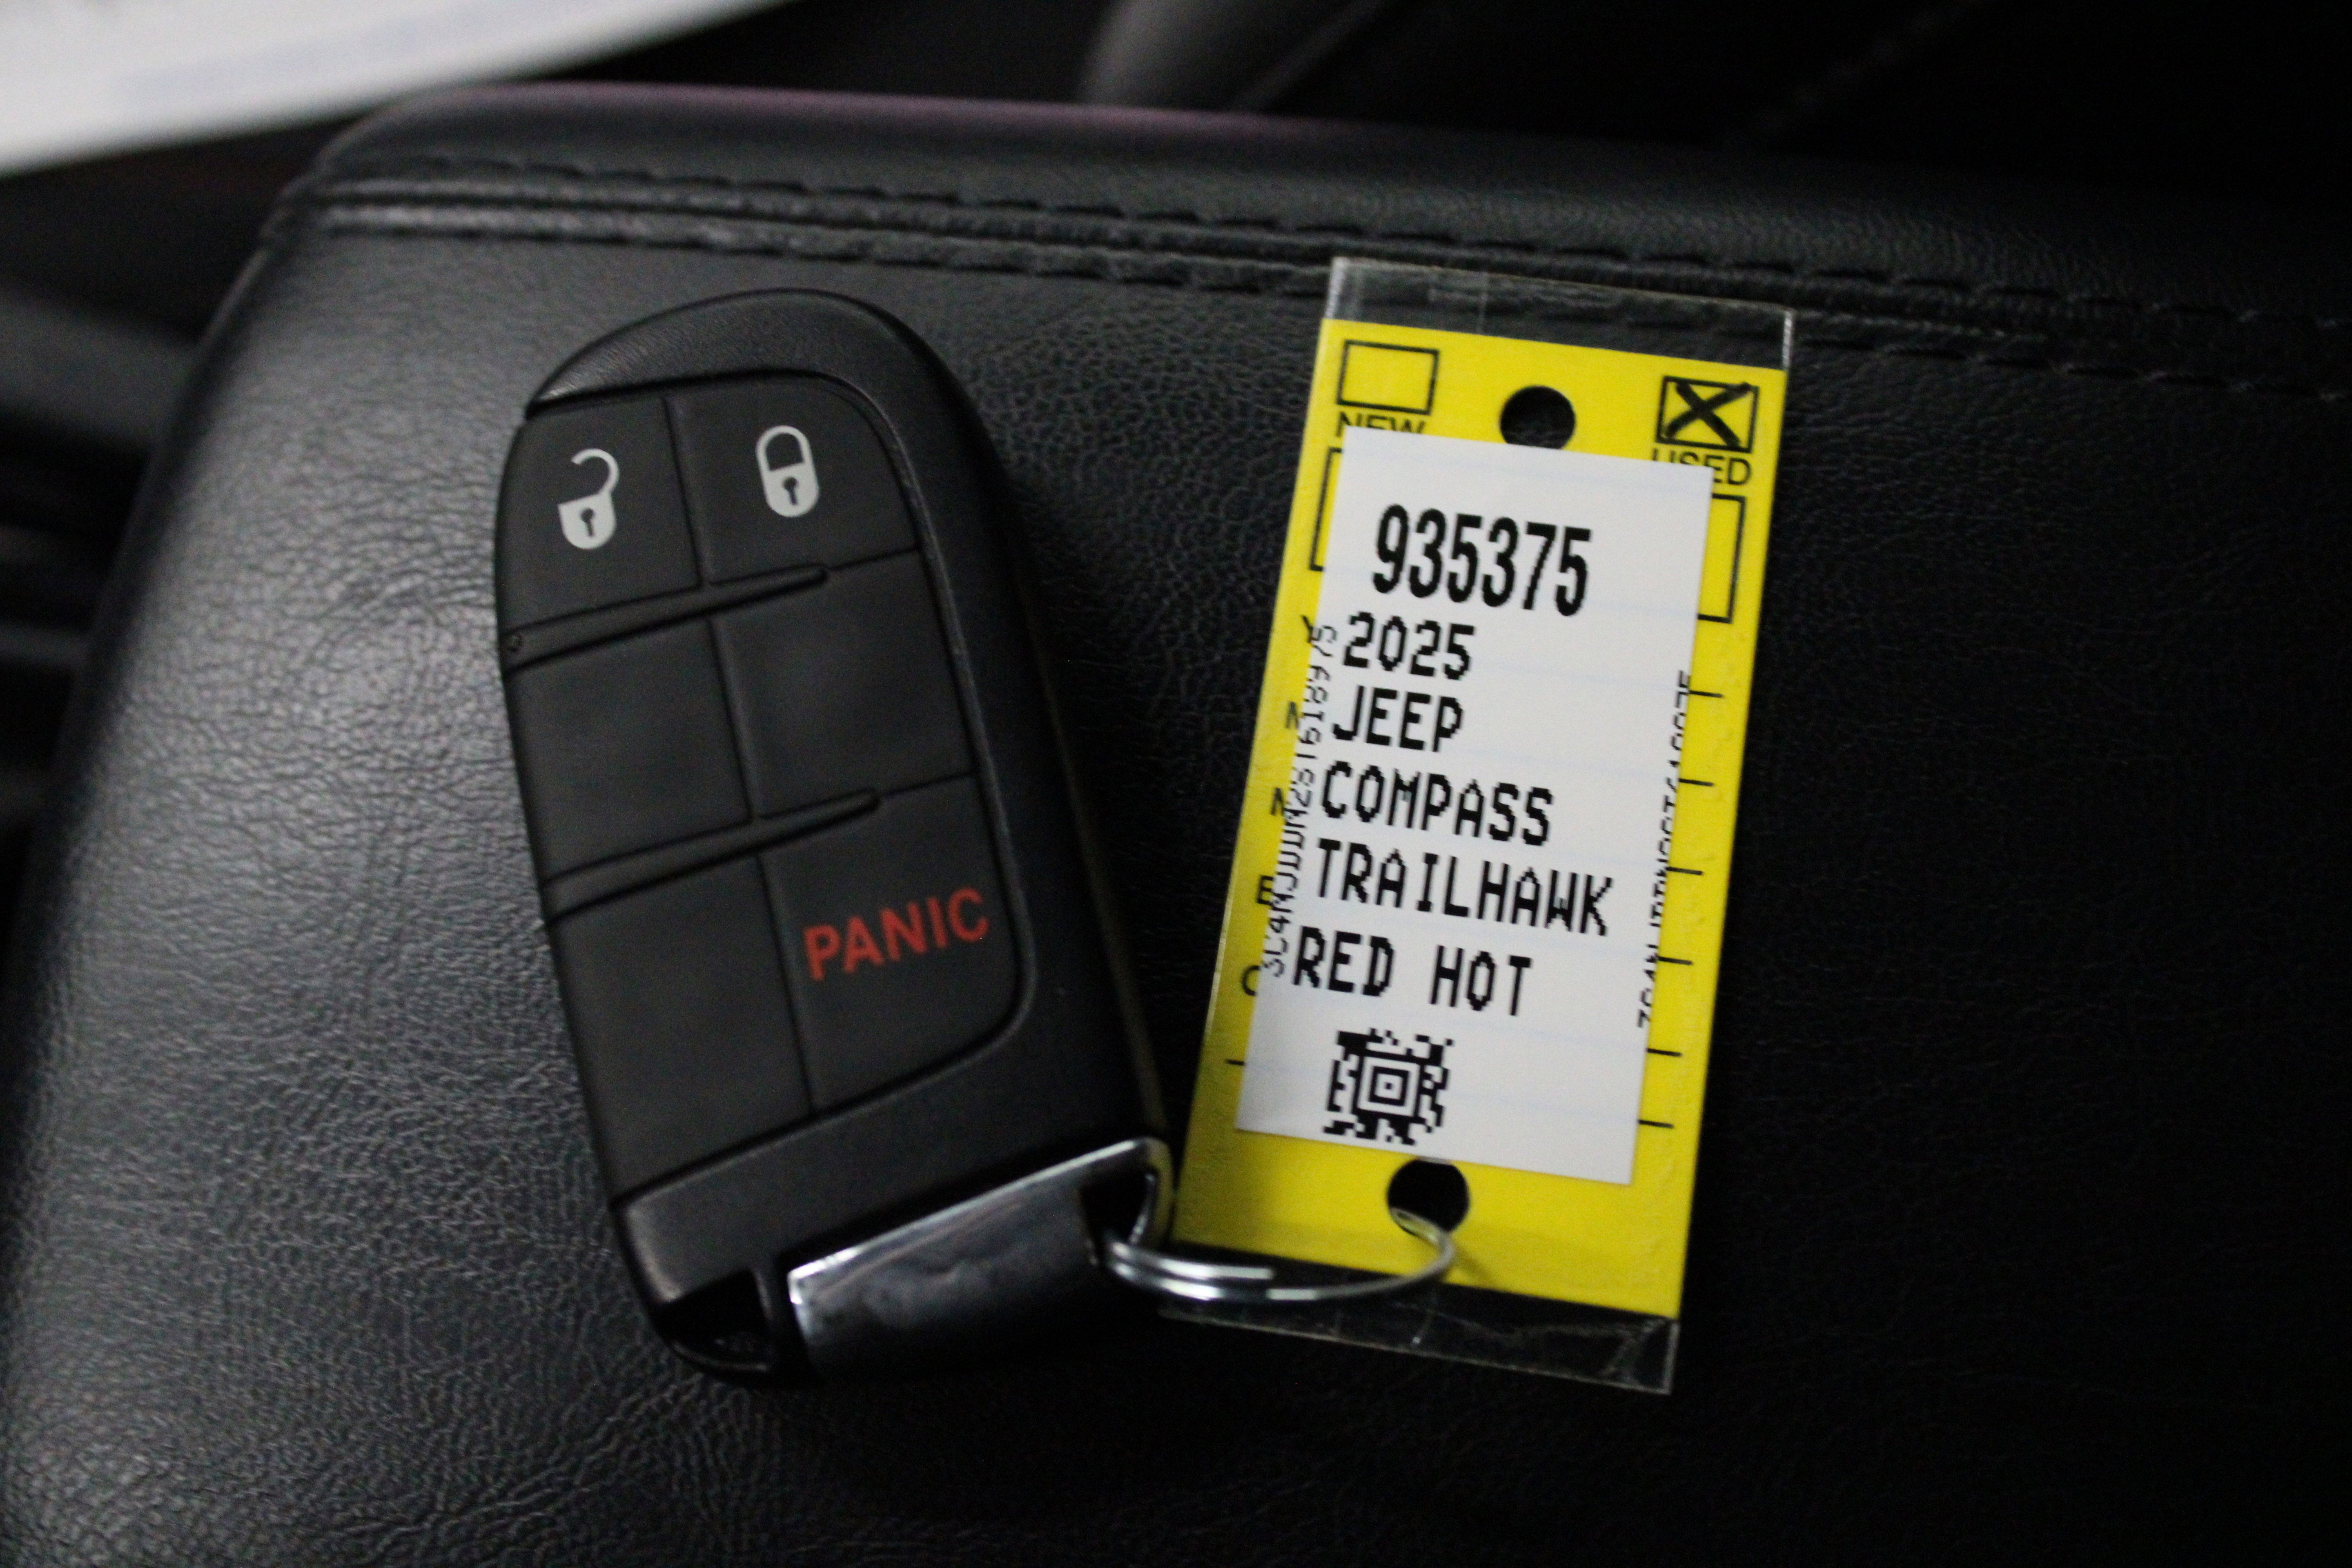 NEW
USED
935375
2025
JEEP
COMPASS
TRAILHAWK
RED HOT
PANIC